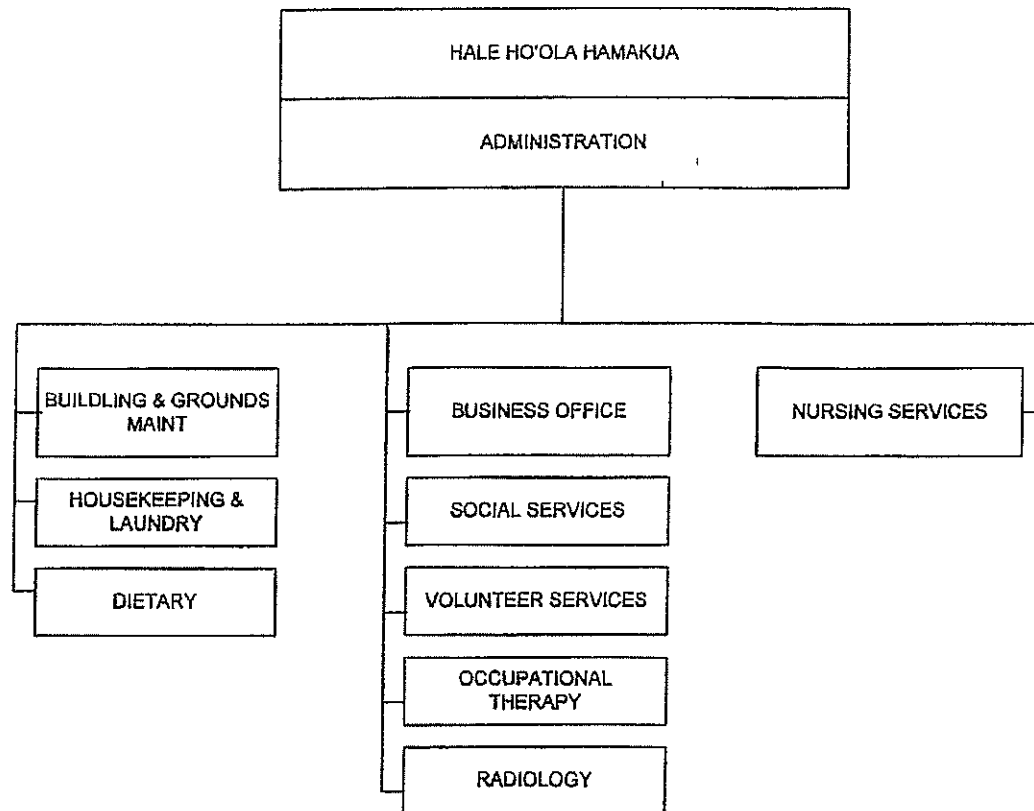 HALE HO'OLA HAMAKUA
ADMINISTRATION
BUILDLING & GROUNDS
MAINT
HOUSEKEEPING &
LAUNDRY
DIETARY
BUSINESS OFFICE
SOCIAL SERVICES
VOLUNTEER SERVICES
OCCUPATIONAL
THERAPY
RADIOLOGY
NURSING SERVICES